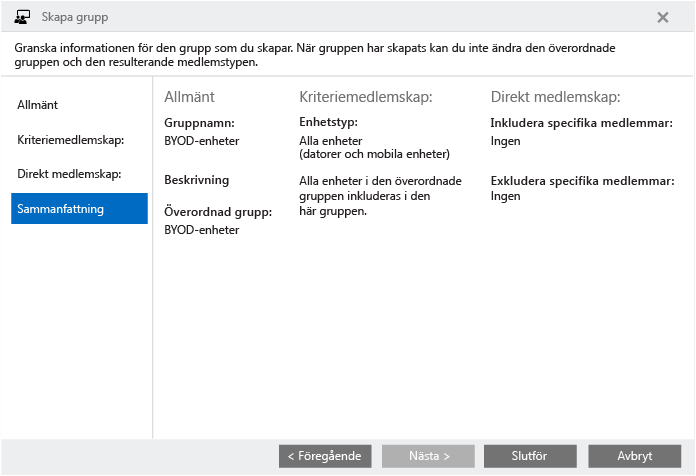 Skapa grupp
Granska informationen för den grupp som du skapar. När gruppen har skapats kan du inte ändra den överordnade
gruppen och den resulterande medlemstypen.
Allmänt
Kriteriemedlemskap:
Direkt medlemskap:
Sammanfattning
Allmänt
Gruppnamn:
BYOD-enheter
Beskrivning
Överordnad grupp:
BYOD-enheter
Kriteriemedlemskap:
Enhetstyp:
Alla enheter
(datorer och mobila enheter)
Alla enheter i den överordnade
gruppen inkluderas i den
här gruppen.
Direkt medlemskap:
Inkludera specifika medlemmar:
Ingen
Exkludera specifika medlemmar:
Ingen
< Föregående
Nästa >
Slutför
Avbryt